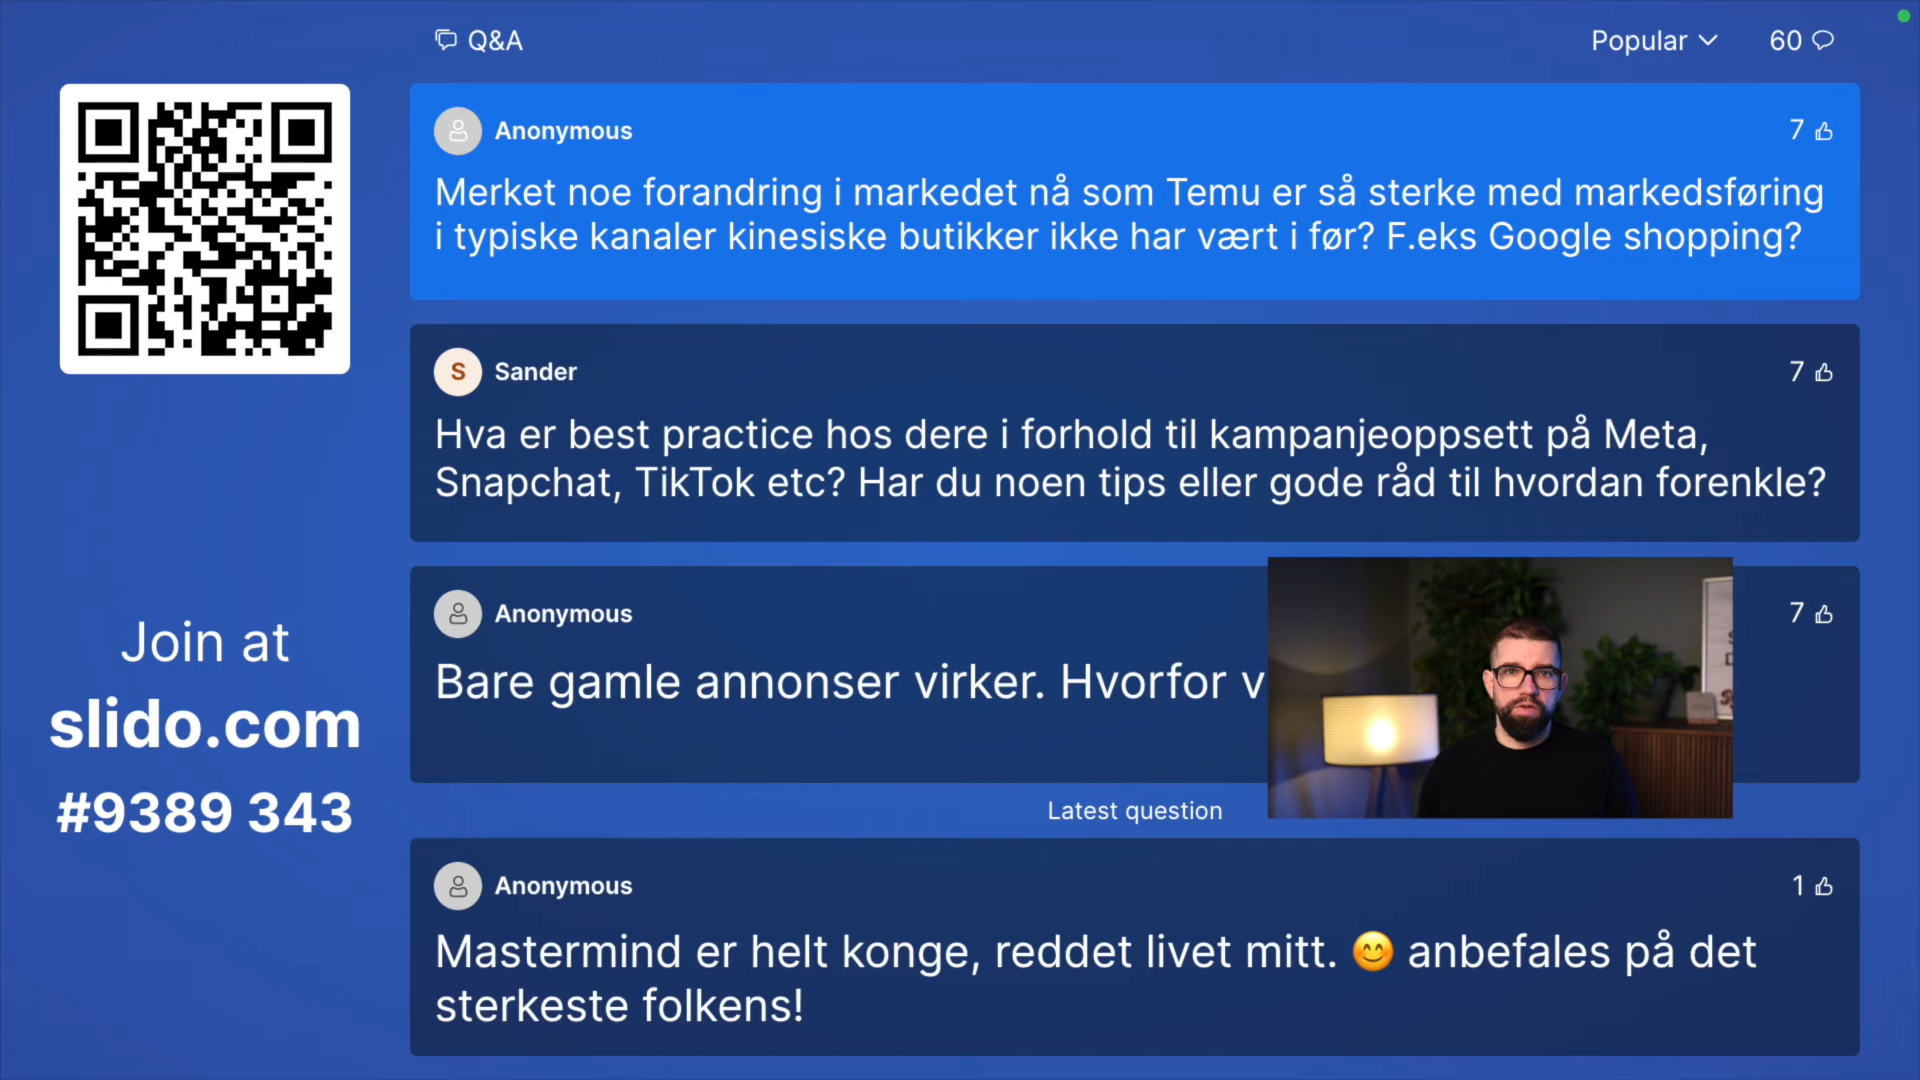 Q&A
Popular
60
Anonymous
7
Merket noe forandring i markedet nå som Temu er så sterke med markedsføring
i typiske kanaler kinesiske butikker ikke har vært i før? F.eks Google shopping?
S
Sander
7
Hva er best practice hos dere i forhold til kampanjeoppsett på Meta,
Snapchat, TikTok etc? Har du noen tips eller gode råd til hvordan forenkle?
Anonymous
7
Bare gamle annonser virker. Hvorfor v
Latest question
Anonymous
1
Mastermind er helt konge, reddet livet mitt. 😊 anbefales på det
sterkeste folkens!
Join at
slido.com
#9389 343